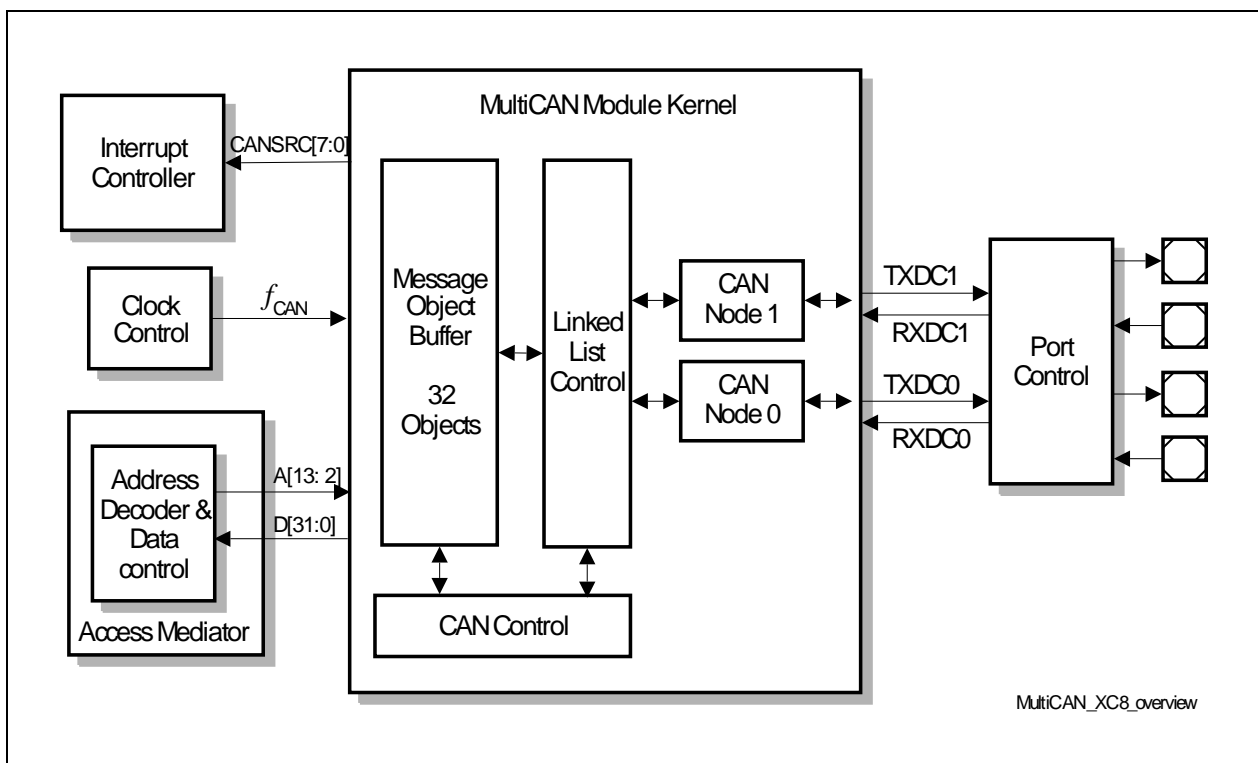 MultiCAN Module Kernel
Interrupt
Controller
CANSRC[7:0]
Clock
Control
fCAN
Address
Decoder &
Data
control
A[13: 2]
D[31:0]
Access Mediator
Message
Object
Buffer
32
Objects
Linked
List
Control
CAN
Node 1
CAN
Node 0
CAN Control
TXDC1
RXDC1
TXDC0
RXDC0
Port
Control
MultiCAN_XC8_overview